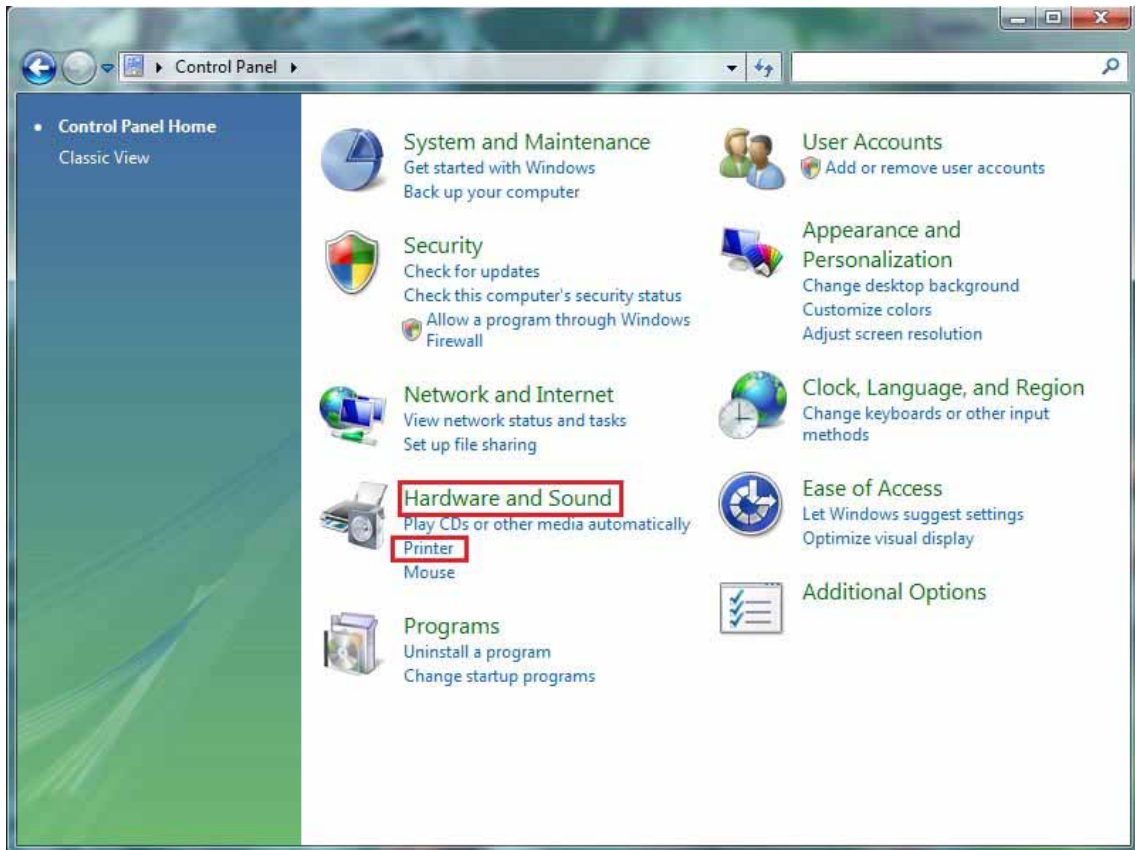 Control Panel
Control Panel Home
Classic View
System and Maintenance
Get started with Windows
Back up your computer
Security
Check for updates
Check this computer's security status
Allow a program through Windows
Firewall
Network and Internet
View network status and tasks
Set up file sharing
Hardware and Sound
Play CDs or other media automatically
Printer
Mouse
Programs
Uninstall a program
Change startup programs
User Accounts
Add or remove user accounts
Appearance and
Personalization
Change desktop background
Customize colors
Adjust screen resolution
Clock, Language, and Region
Change keyboards or other input
methods
Ease of Access
Let Windows suggest settings
Optimize visual display
Additional Options